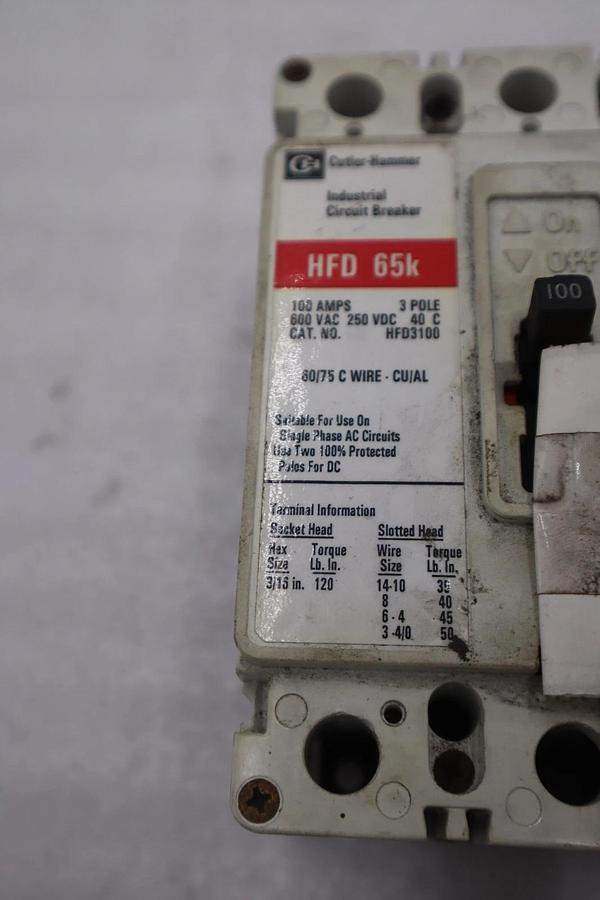 CH Cutler-Hammer
Industrial
Circuit Breaker
HFD 65k
100 AMPS 3 POLE
600 VAC 250 VDC 40 C
CAT. NO. HFD3100
60/75 C WIRE - CU/AL
Suitable For Use On
Single Phase AC Circuits
Use Two 100% Protected
Poles For DC
Terminal Information
Socket Head Slotted Head
Hex Torque Wire Torque
Size Lb. In. Size Lb. In.
3/16 in. 120 14-10 35
8 40
6 - 4 45
3 -4/0 50
On
OFF
100